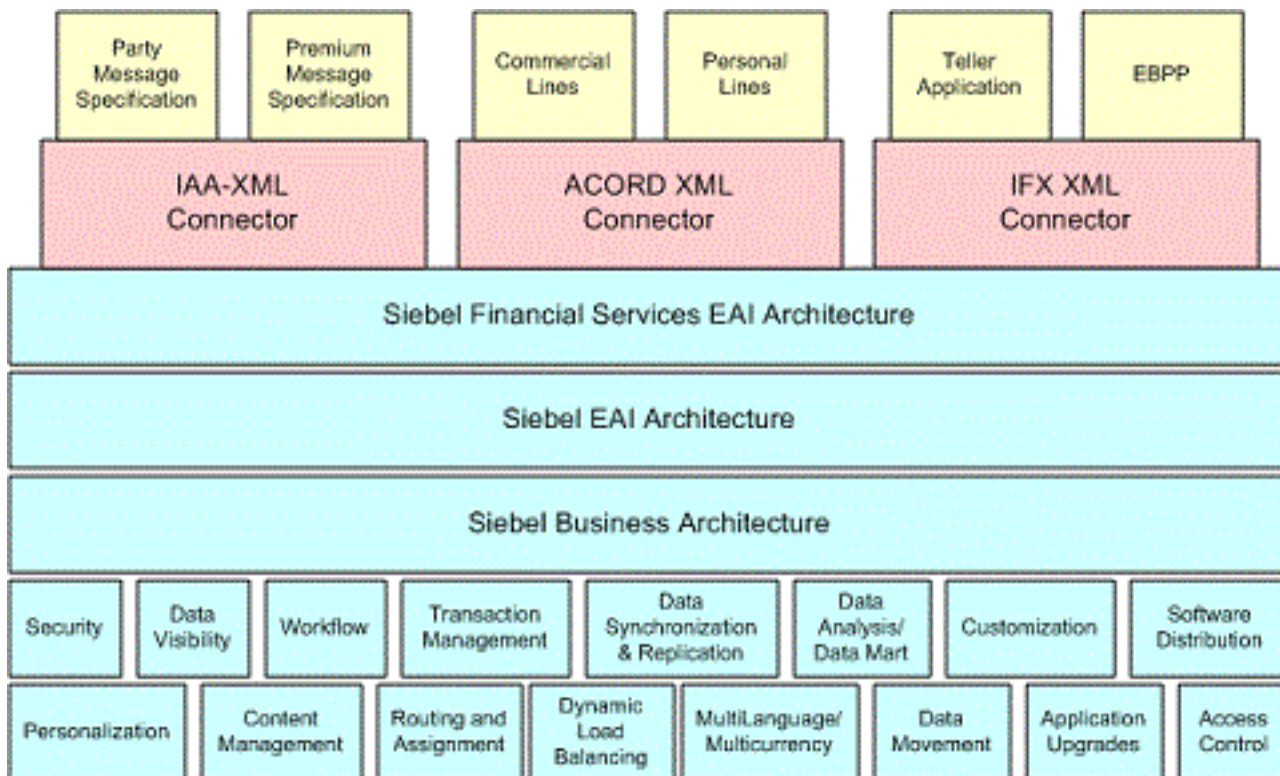 Party
Message
Specification
Premium
Message
Specification
Commercial
Lines
Personal
Lines
Teller
Application
EBPP
IAA-XML
Connector
ACORD XML
Connector
IFX XML
Connector
Siebel Financial Services EAI Architecture
Siebel EAI Architecture
Siebel Business Architecture
Security
Data
Visibility
Workflow
Transaction
Management
Data
Synchronization
& Replication
Data
Analysis/
Data Mart
Customization
Software
Distribution
Personalization
Content
Management
Routing and
Assignment
Dynamic
Load
Balancing
MultiLanguage/
Multicurrency
Data
Movement
Application
Upgrades
Access
Control